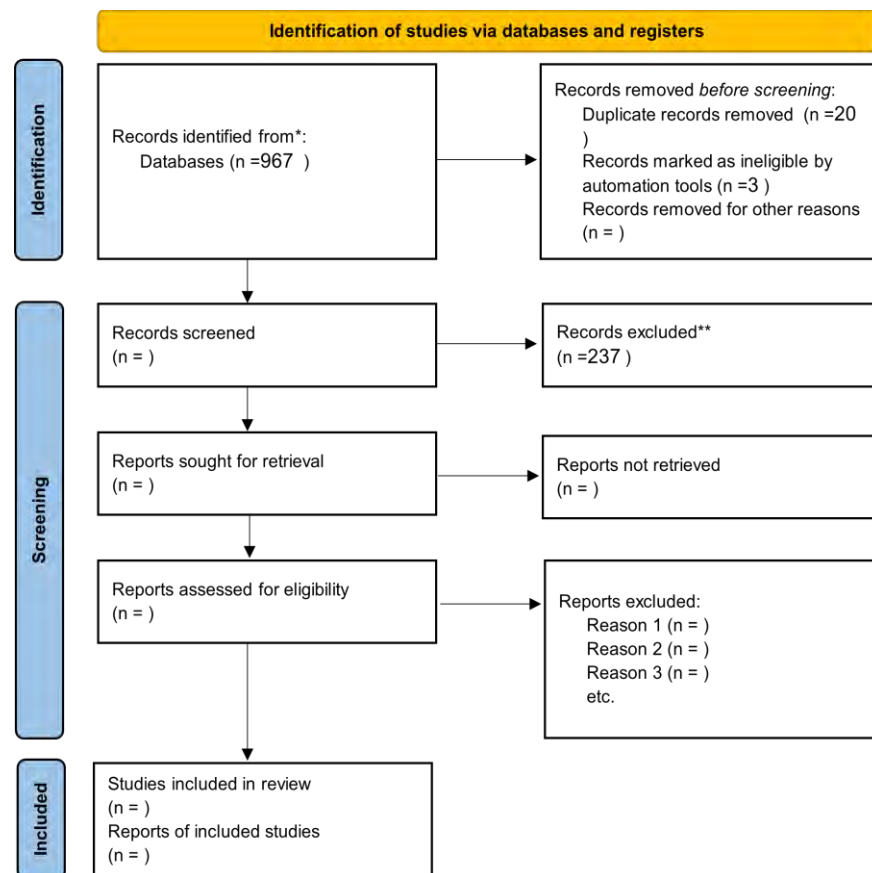 Identification of studies via databases and registers
Identification
Records identified from*:
Databases (n =967 )
Records removed before screening:
Duplicate records removed (n =20
)
Records marked as ineligible by
automation tools (n =3 )
Records removed for other reasons
(n = )
Screening
Records screened
(n = )
Records excluded**
(n =237 )
Reports sought for retrieval
(n = )
Reports not retrieved
(n = )
Reports assessed for eligibility
(n = )
Reports excluded:
Reason 1 (n = )
Reason 2 (n = )
Reason 3 (n = )
etc.
Included
Studies included in review
(n = )
Reports of included studies
(n = )